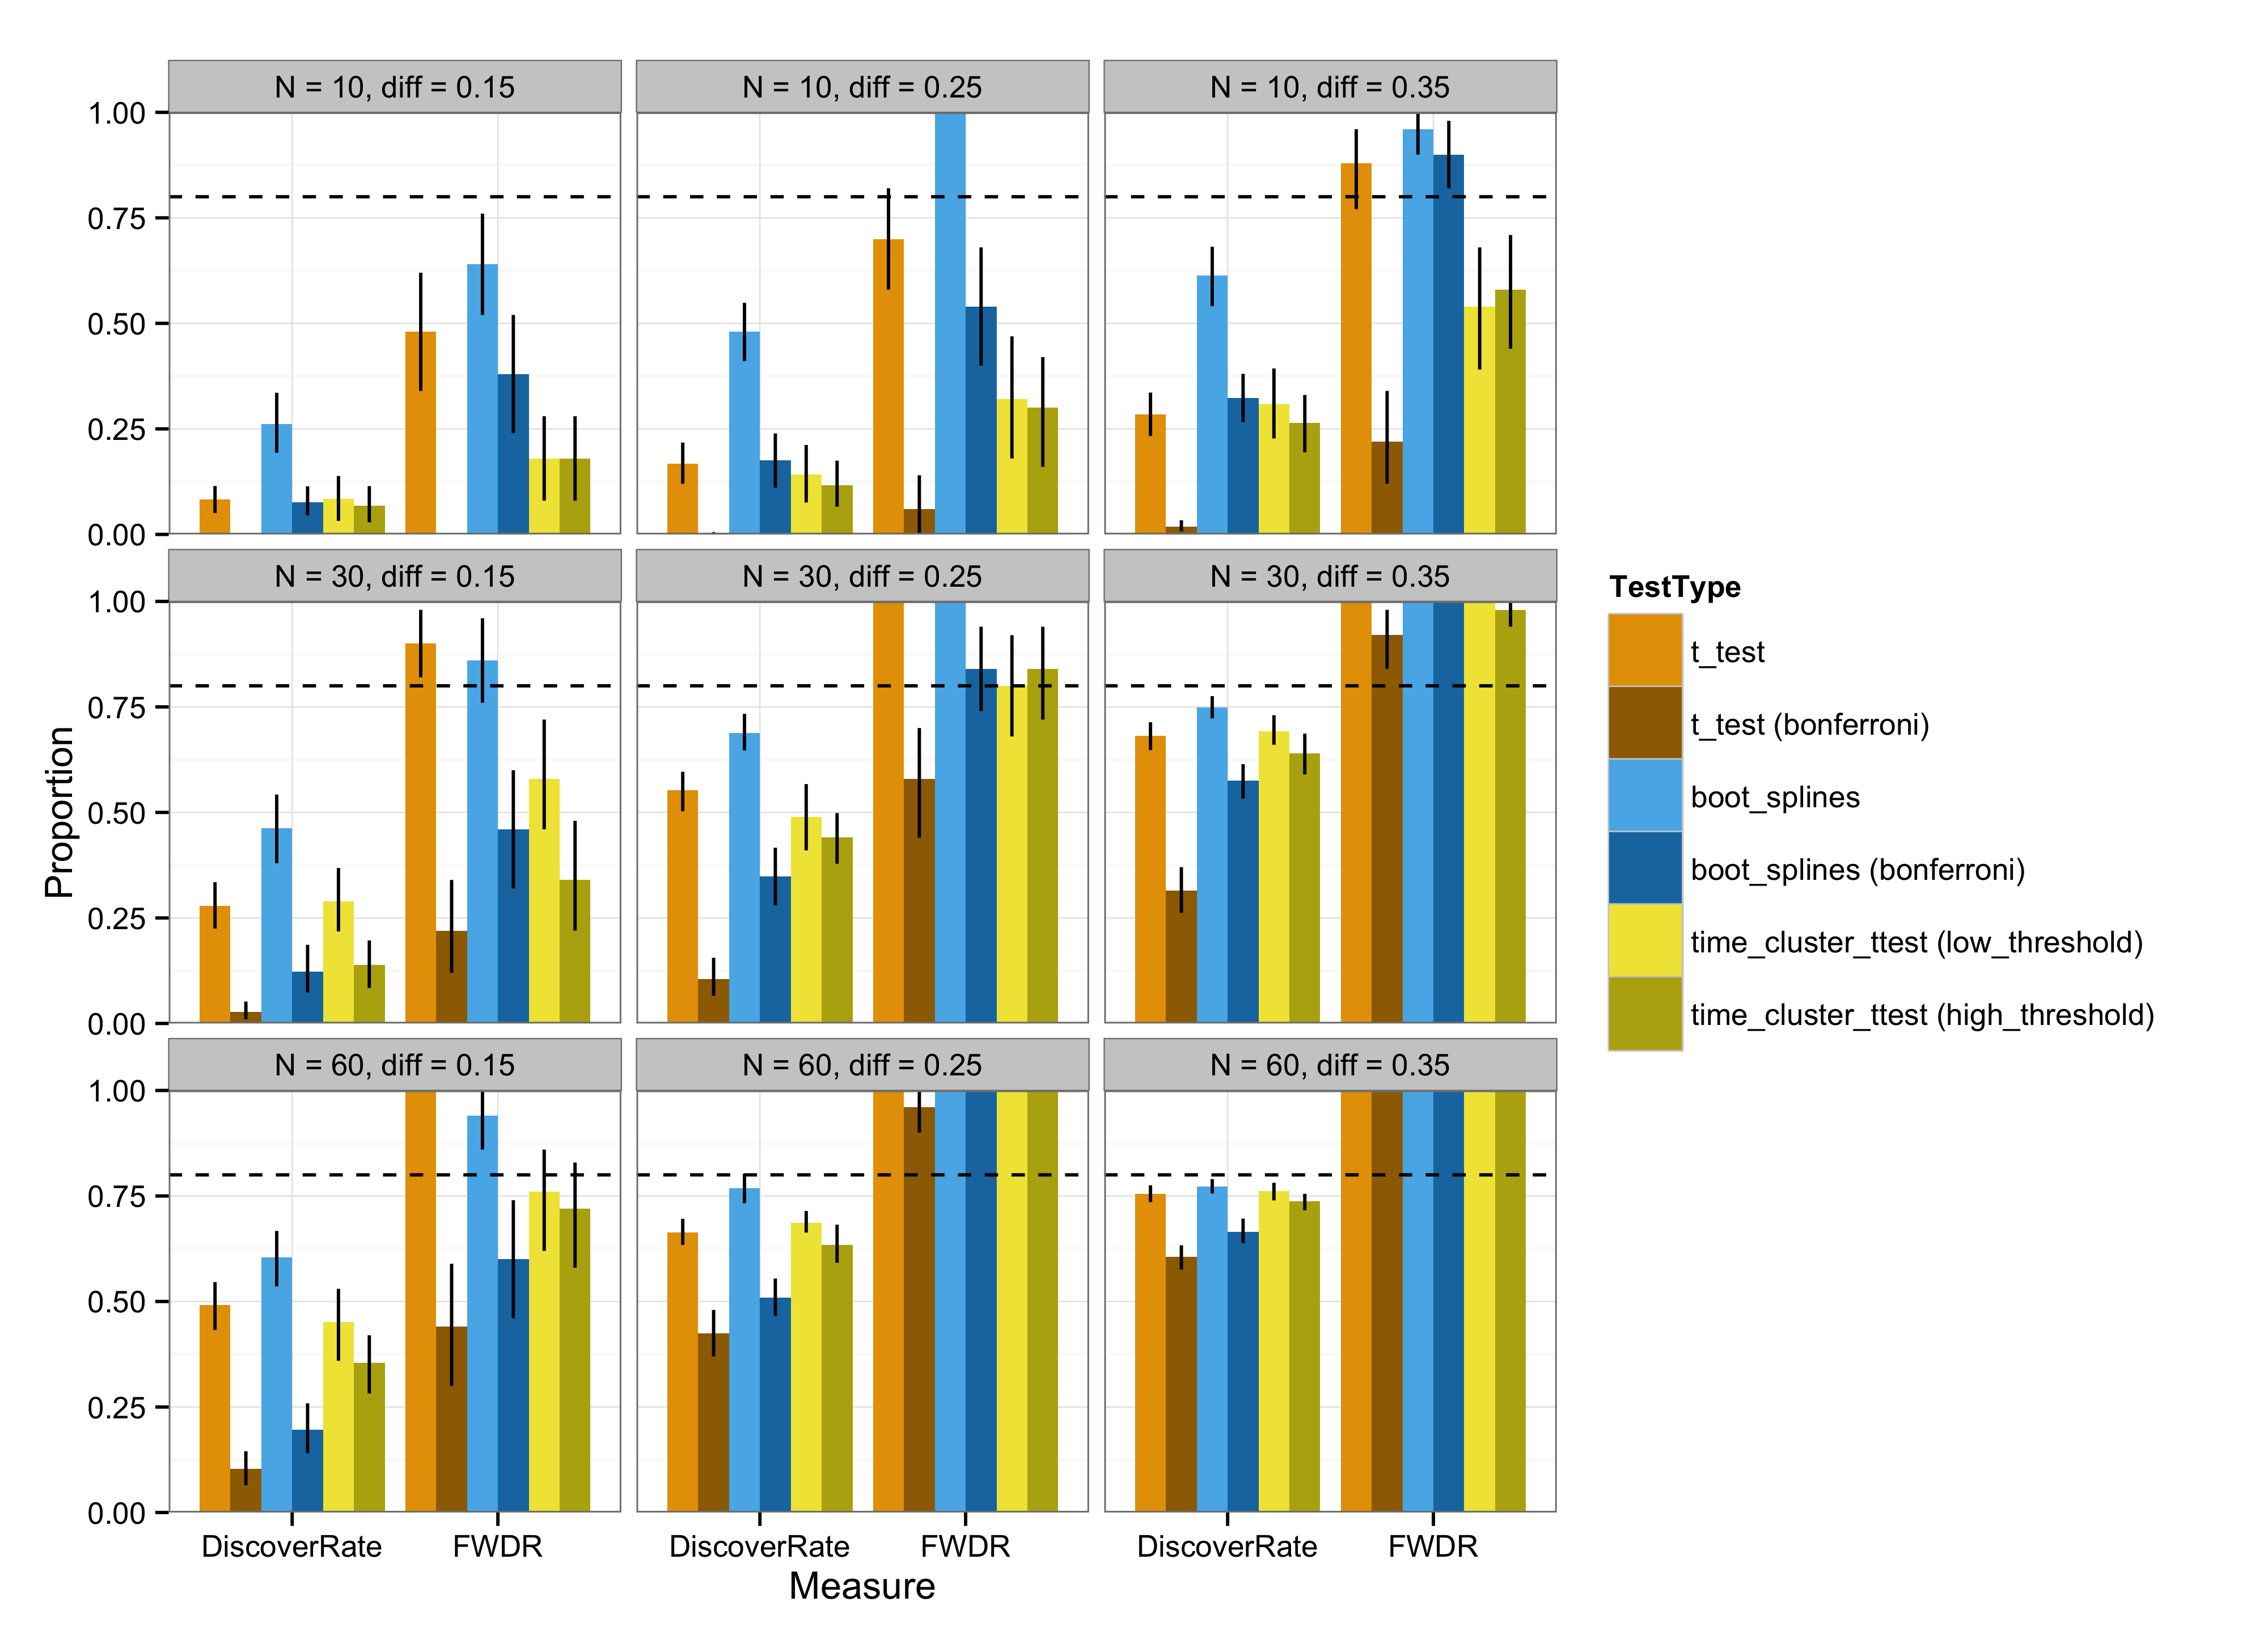 N = 10, diff = 0.15
N = 10, diff = 0.25
N = 10, diff = 0.35
1.00
0.75
0.50
0.25
0.00
N = 30, diff = 0.15
N = 30, diff = 0.25
N = 30, diff = 0.35
1.00
0.75
0.50
0.25
0.00
N = 60, diff = 0.15
N = 60, diff = 0.25
N = 60, diff = 0.35
1.00
0.75
0.50
0.25
0.00
Proportion
DiscoverRate
FWDR
DiscoverRate
FWDR
DiscoverRate
FWDR
Measure
TestType
t_test
t_test (bonferroni)
boot_splines
boot_splines (bonferroni)
time_cluster_ttest (low_threshold)
time_cluster_ttest (high_threshold)